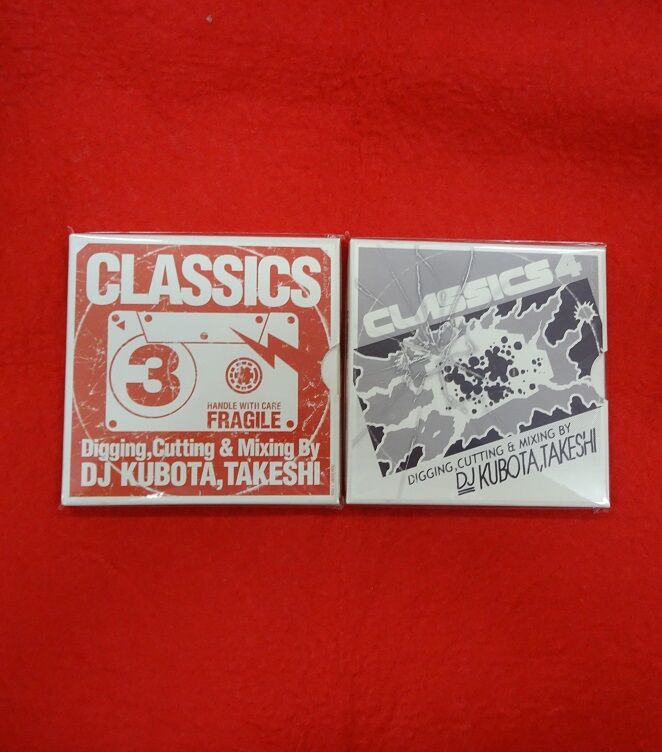 CLASSICS
3
HANDLE WITH CARE
FRAGILE
Digging,Cutting & Mixing By
DJ KUBOTA,TAKESHI
CLASSICS 4
DIGGING,CUTTING & MIXING BY
DJ KUBOTA,TAKESHI